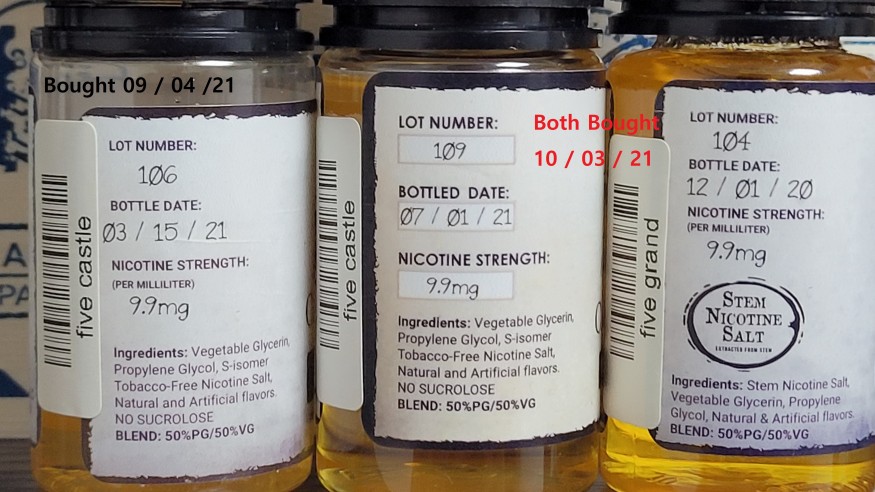 Bought 09 / 04 /21
LOT NUMBER:
106
BOTTLE DATE:
03 / 15 / 21
NICOTINE STRENGTH:
(PER MILLILITER)
9.9mg
Ingredients: Vegetable Glycerin,
Propylene Glycol, S-isomer
Tobacco-Free Nicotine Salt,
Natural and Artificial flavors.
NO SUCROLOSE
BLEND: 50%PG/50%VG
five castle
LOT NUMBER:
109
BOTTLED DATE:
07 / 01 / 21
NICOTINE STRENGTH:
9.9mg
Ingredients: Vegetable Glycerin,
Propylene Glycol, S-isomer
Tobacco-Free Nicotine Salt,
Natural and Artificial flavors.
NO SUCROLOSE
BLEND: 50%PG/50%VG
five castle
Both Bought
10 / 03 / 21
LOT NUMBER:
104
BOTTLE DATE:
12 / 01 / 20
NICOTINE STRENGTH:
(PER MILLILITER)
9.9mg
STEM
NICOTINE
SALT
EXTRACTED FROM STEM
Ingredients: Stem Nicotine Salt,
Vegetable Glycerin, Propylene
Glycol, Natural & Artificial flavors.
BLEND: 50%PG/50%VG
five grand